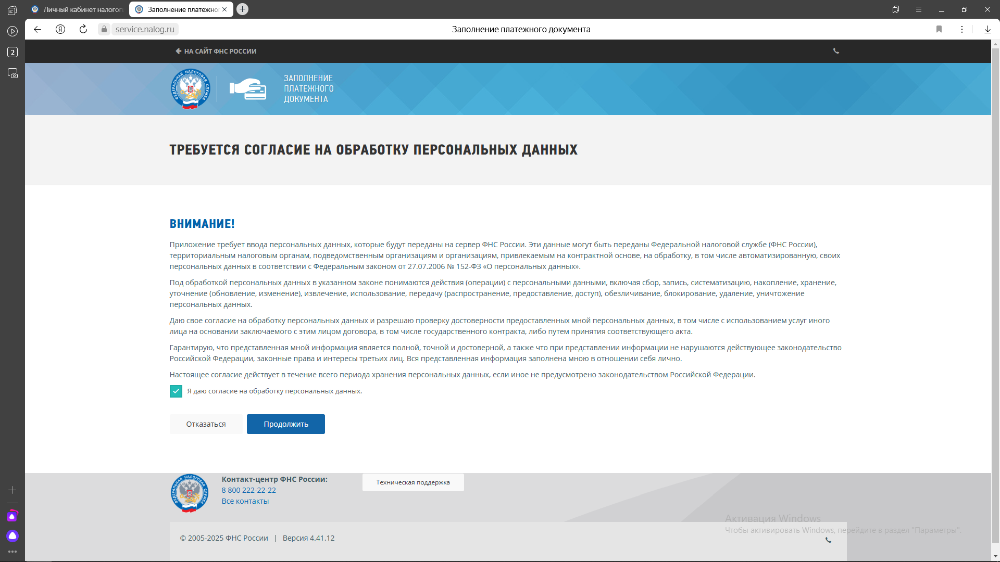 Личный кабинет налогоп
Заполнение платежно
service.nalog.ru
Заполнение платежного документа
2
НА САЙТ ФНС РОССИИ
ФЕДЕРАЛЬНАЯ НАЛОГОВАЯ СЛУЖБА
ЗАПОЛНЕНИЕ
ПЛАТЕЖНОГО
ДОКУМЕНТА
ТРЕБУЕТСЯ СОГЛАСИЕ НА ОБРАБОТКУ ПЕРСОНАЛЬНЫХ ДАННЫХ
ВНИМАНИЕ!
Приложение требует ввода персональных данных, которые будут переданы на сервер ФНС России. Эти данные могут быть переданы Федеральной налоговой службе (ФНС России),
территориальным налоговым органам, подведомственным организациям и организациям, привлекаемым на контрактной основе, на обработку, в том числе автоматизированную, своих
персональных данных в соответствии с Федеральным законом от 27.07.2006 № 152-ФЗ «О персональных данных».
Под обработкой персональных данных в указанном законе понимаются действия (операции) с персональными данными, включая сбор, запись, систематизацию, накопление, хранение,
уточнение (обновление, изменение), извлечение, использование, передачу (распространение, предоставление, доступ), обезличивание, блокирование, удаление, уничтожение
персональных данных.
Даю свое согласие на обработку персональных данных и разрешаю проверку достоверности предоставленных мной персональных данных, в том числе с использованием услуг иного
лица на основании заключаемого с этим лицом договора, в том числе государственного контракта, либо путем принятия соответствующего акта.
Гарантирую, что представленная мной информация является полной, точной и достоверной, а также что при представлении информации не нарушаются действующее законодательство
Российской Федерации, законные права и интересы третьих лиц. Вся представленная информация заполнена мною в отношении себя лично.
Настоящее согласие действует в течение всего периода хранения персональных данных, если иное не предусмотрено законодательством Российской Федерации.
Я даю согласие на обработку персональных данных.
Отказаться
Продолжить
ФЕДЕРАЛЬНАЯ НАЛОГОВАЯ СЛУЖБА
Контакт-центр ФНС России:
8 800 222-22-22
Все контакты
Техническая поддержка
Активация Windows
Чтобы активировать Windows, перейдите в раздел "Параметры".
© 2005-2025 ФНС России | Версия 4.41.12